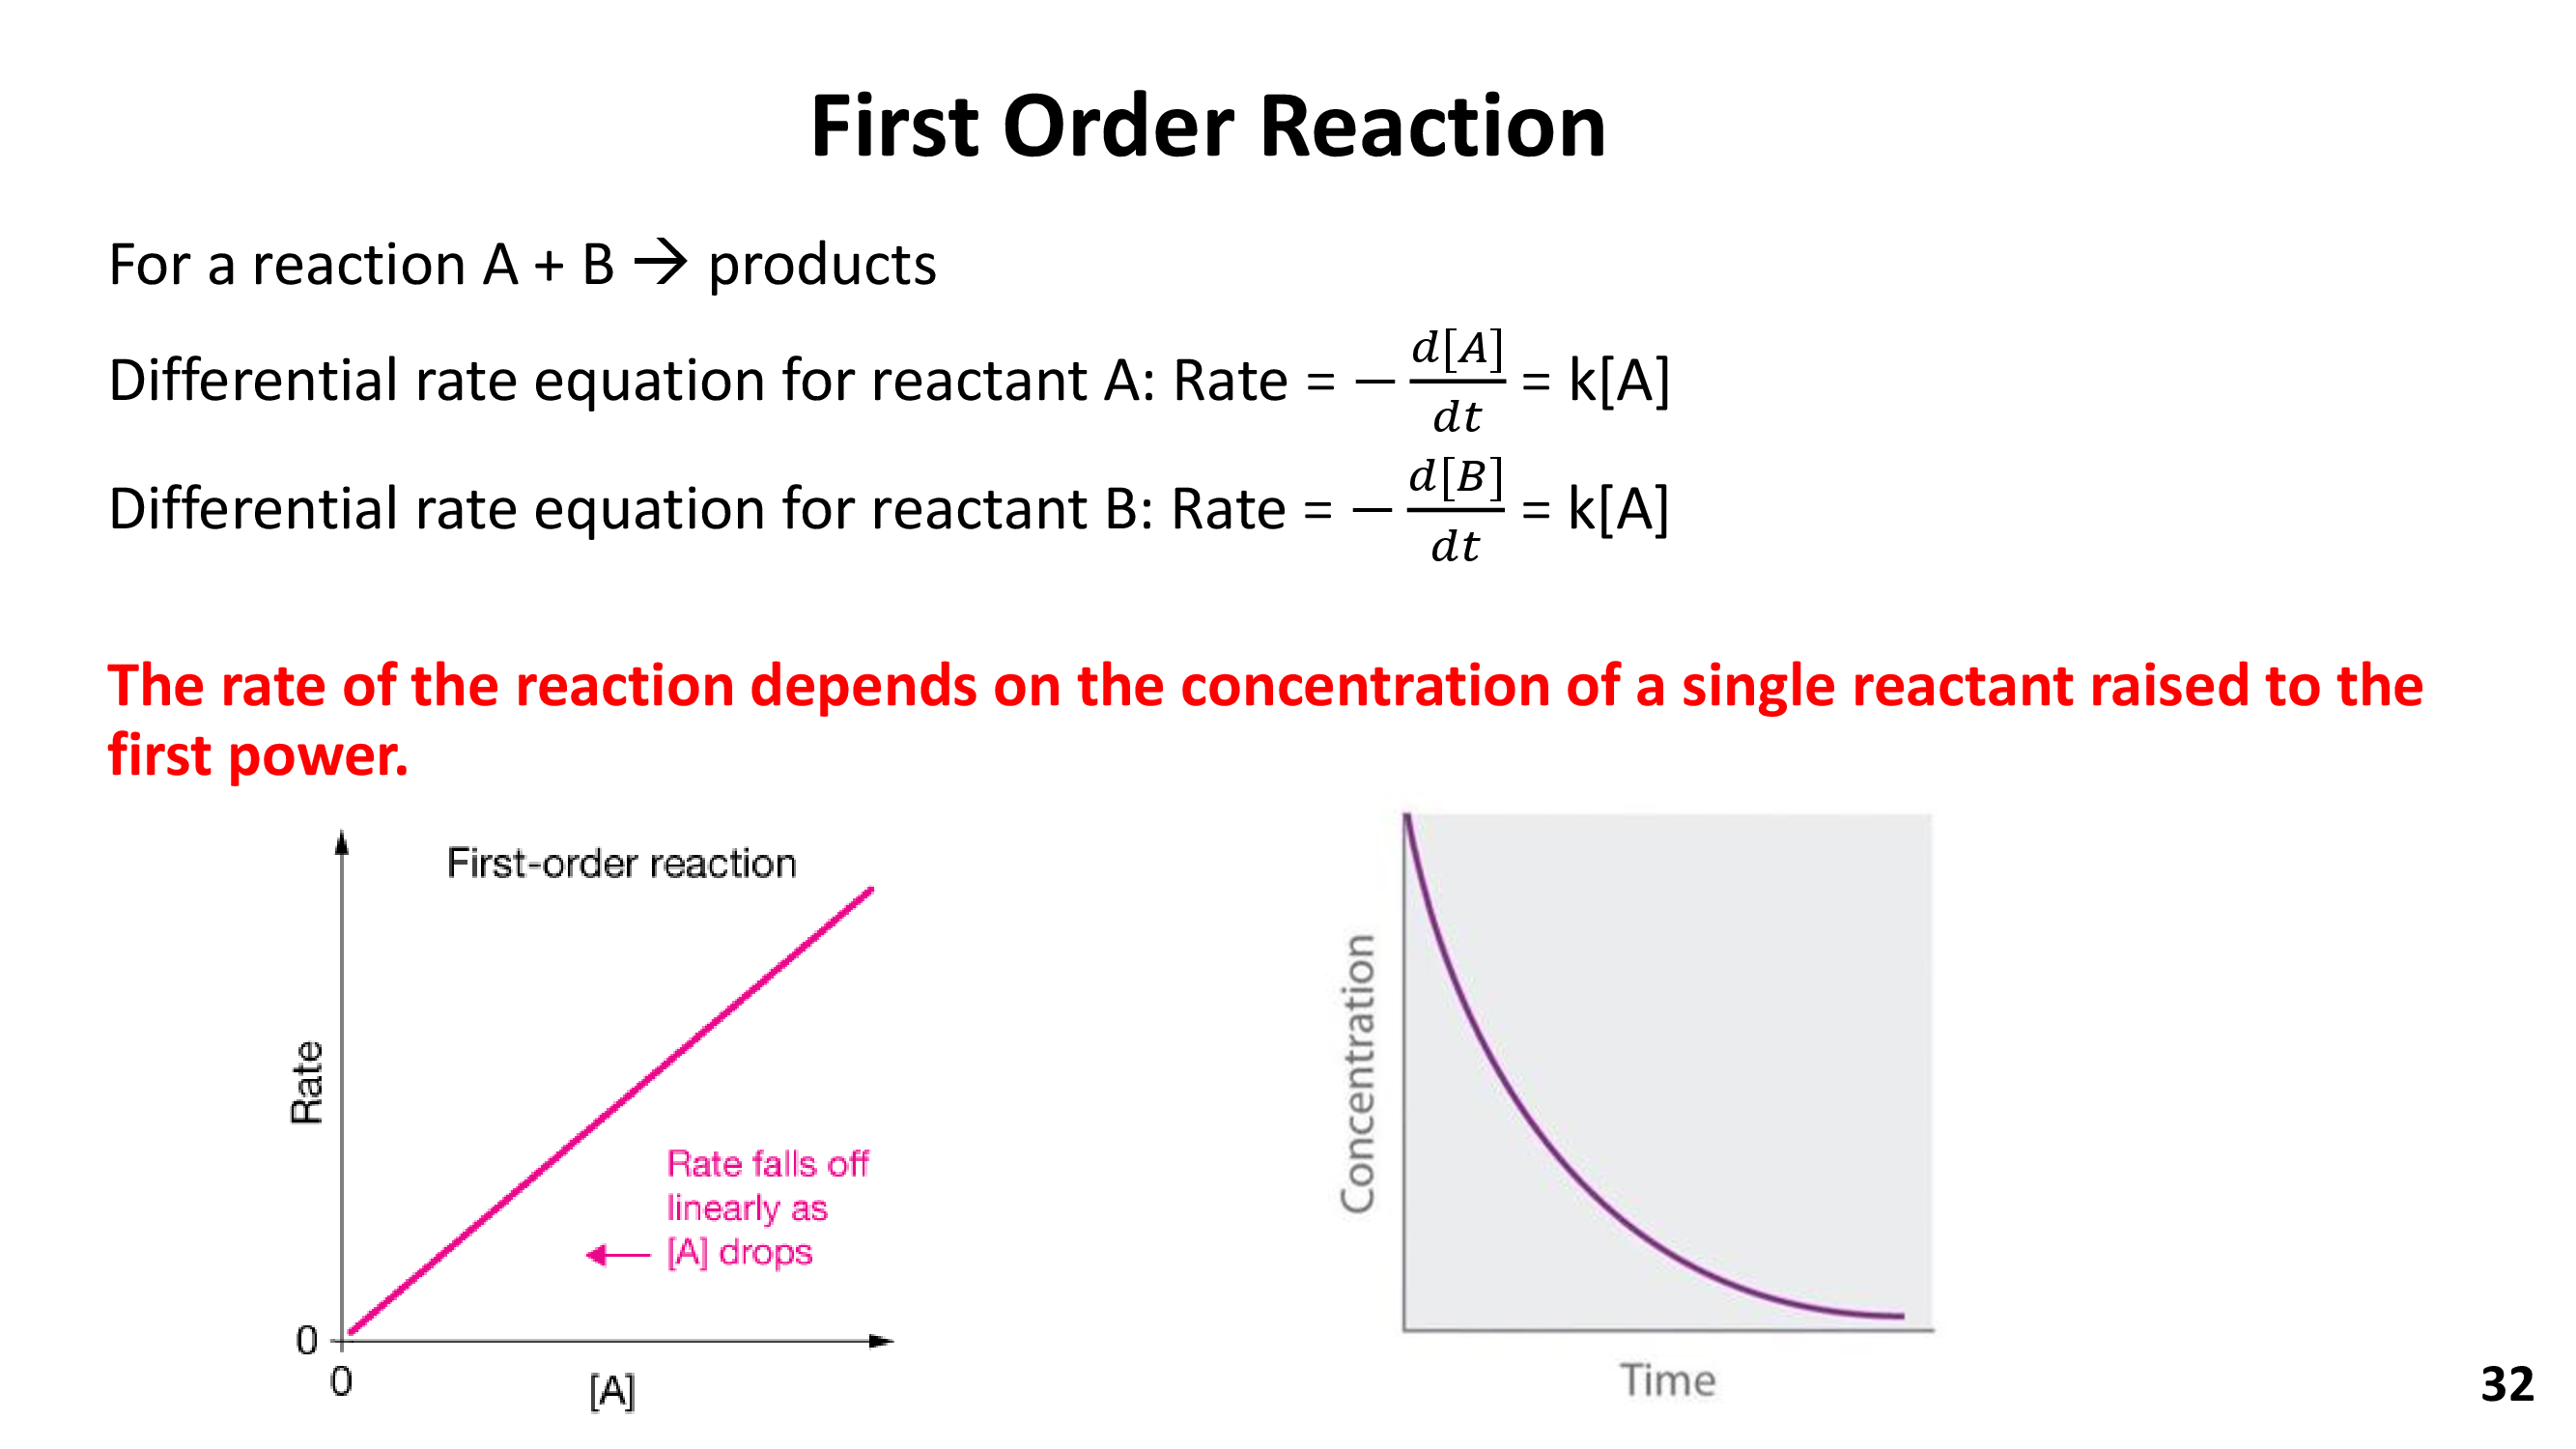 First Order Reaction
For a reaction A + B → products
Differential rate equation for reactant A: Rate = − d[A]/dt = k[A]
Differential rate equation for reactant B: Rate = − d[B]/dt = k[A]
The rate of the reaction depends on the concentration of a single reactant raised to the
first power.
First-order reaction
Rate
Rate falls off
linearly as
[A] drops
0
0
[A]
Concentration
Time
32